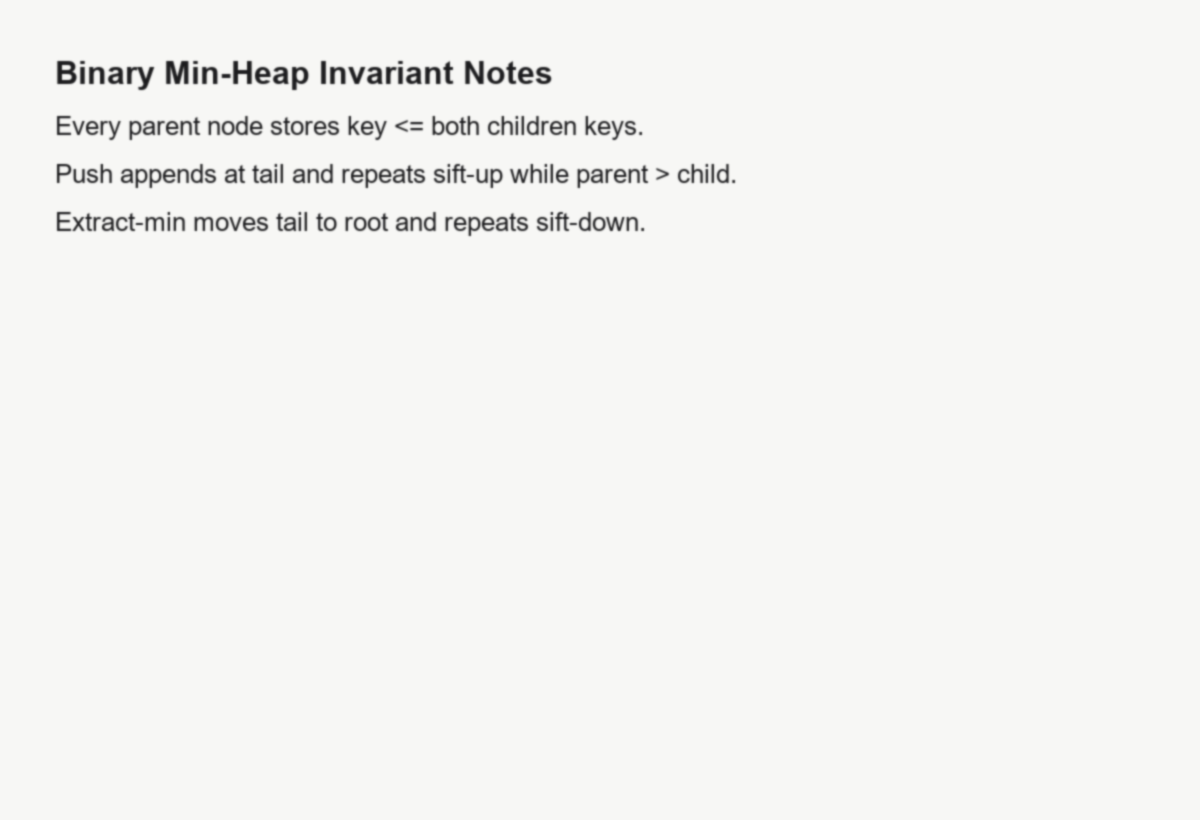 Binary Min-Heap Invariant Notes
Every parent node stores key <= both children keys.
Push appends at tail and repeats sift-up while parent > child.
Extract-min moves tail to root and repeats sift-down.